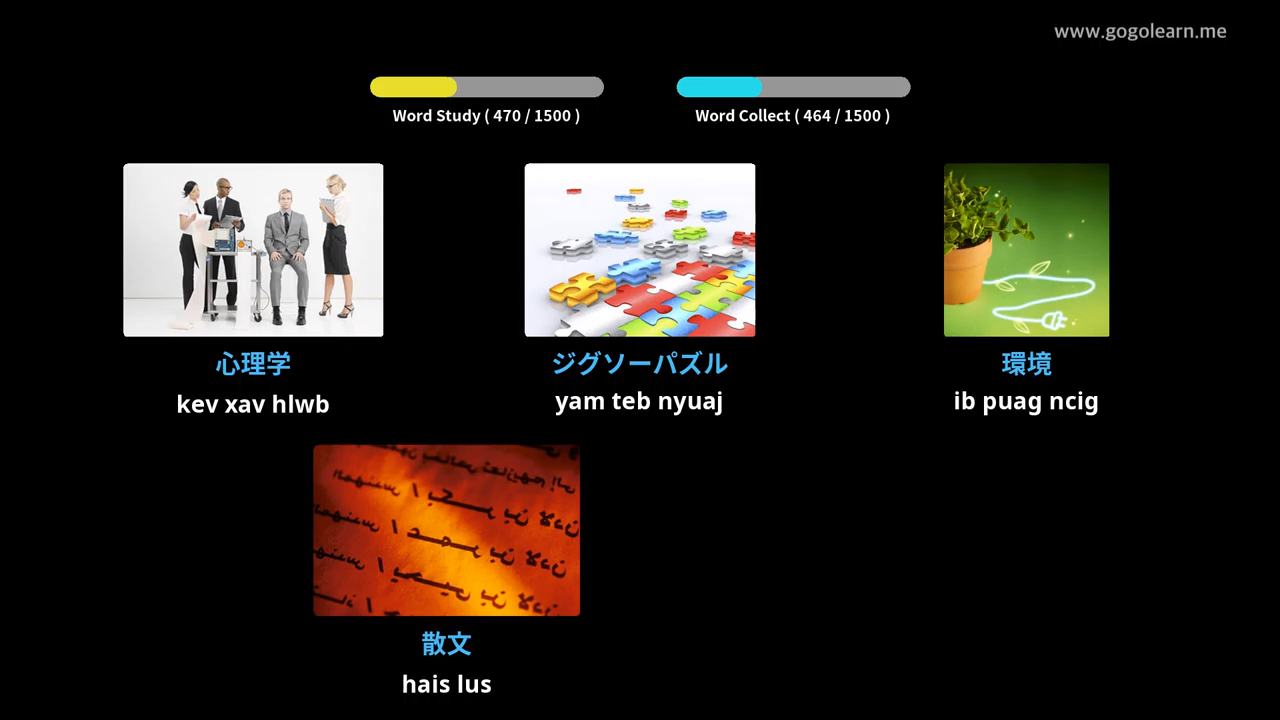 www.gogolearn.me
Word Study ( 470 / 1500 )
Word Collect ( 464 / 1500 )
心理学
kev xav hlwb
ジグソーパズル
yam teb nyuaj
環境
ib puag ncig
散文
hais lus